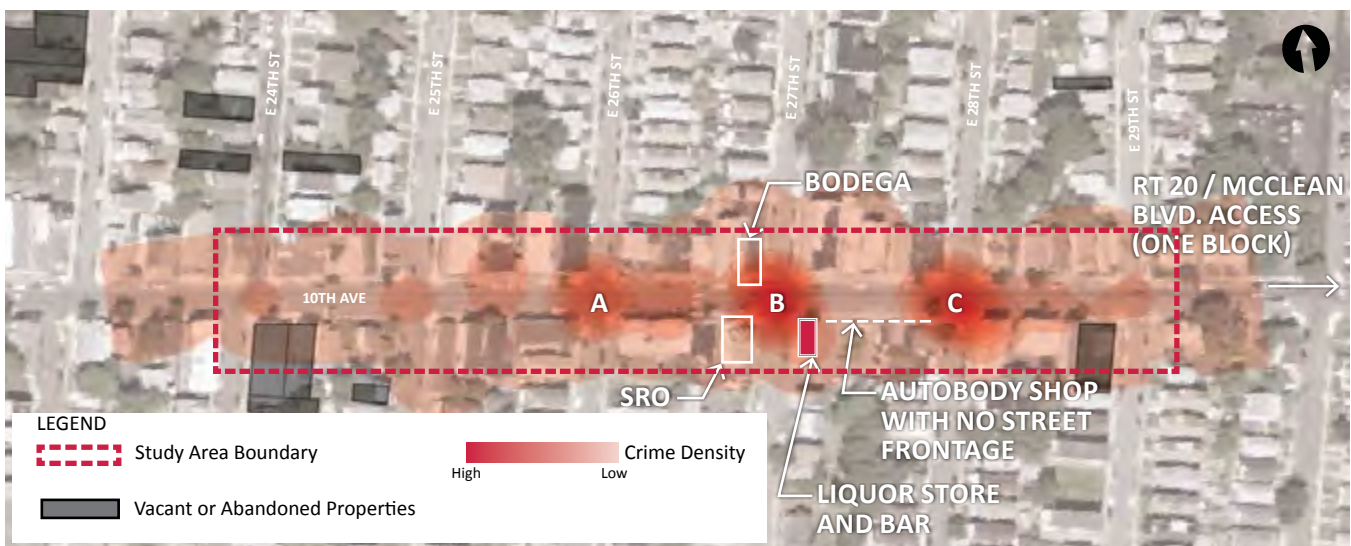 E 24TH ST
E 25TH ST
E 26TH ST
E 27TH ST
E 28TH ST
E 29TH ST
BODEGA
RT 20 / MCCLEAN
BLVD. ACCESS
(ONE BLOCK)
10TH AVE
A
B
C
SRO
AUTOBODY SHOP
WITH NO STREET
FRONTAGE
LIQUOR STORE
AND BAR
LEGEND
Study Area Boundary
High
Low
Crime Density
Vacant or Abandoned Properties